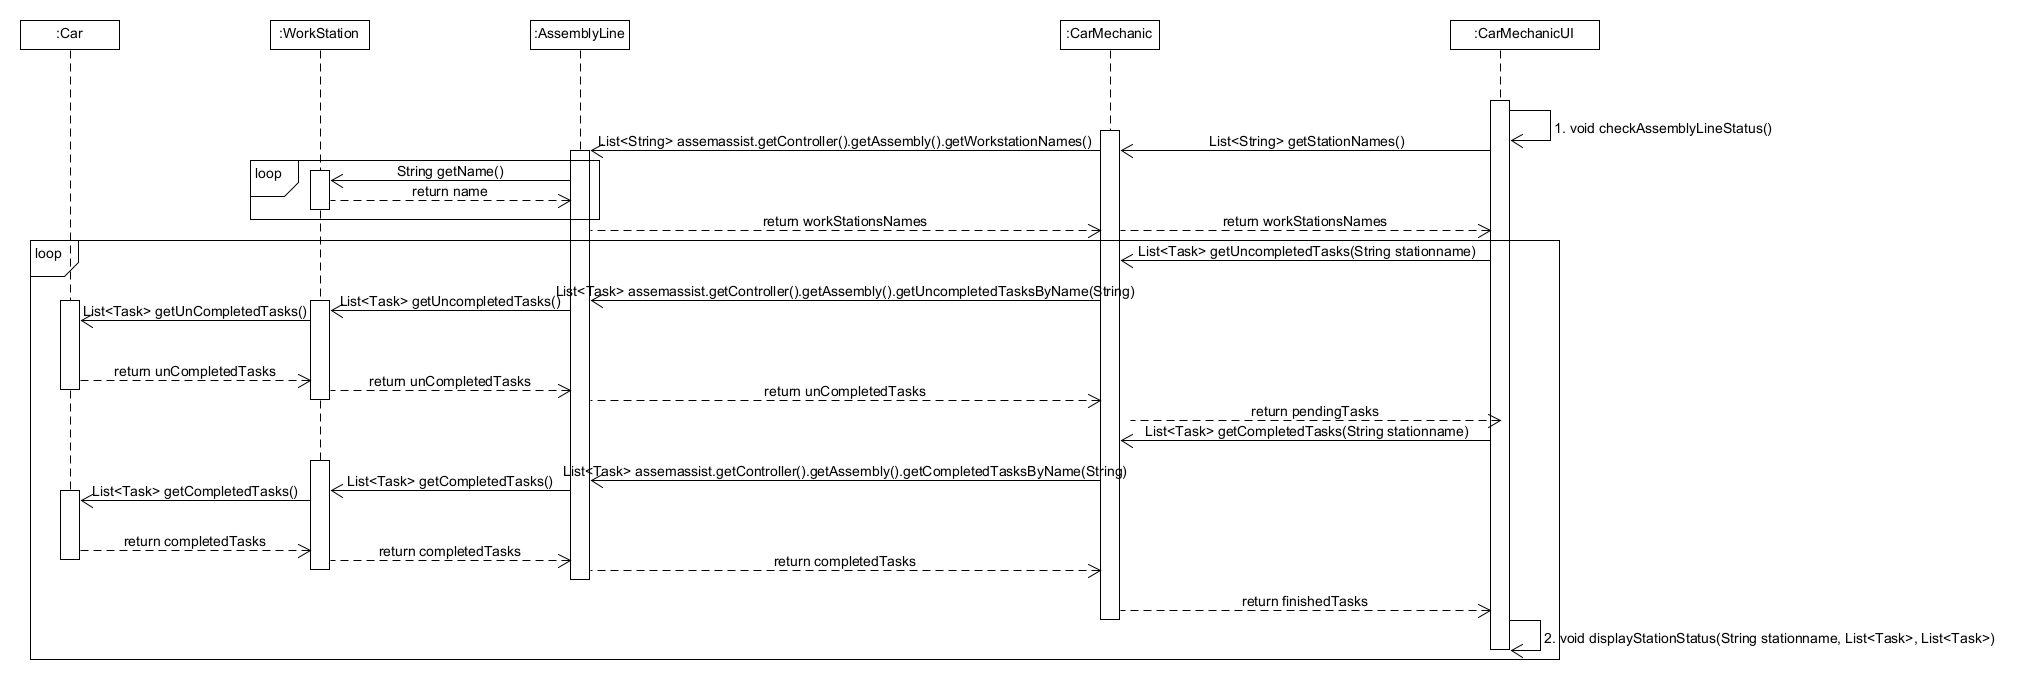 :Car
:WorkStation
:AssemblyLine
:CarMechanic
:CarMechanicUI
1. void checkAssemblyLineStatus()
List<String> assemassist.getController().getAssembly().getWorkstationNames()
List<String> getStationNames()
loop
String getName()
return name
return workStationsNames
return workStationsNames
loop
List<Task> getUncompletedTasks(String stationname)
List<Task> assemassist.getController().getAssembly().getUncompletedTasksByName(String)
List<Task> getUncompletedTasks()
List<Task> getUnCompletedTasks()
return unCompletedTasks
return unCompletedTasks
return unCompletedTasks
return pendingTasks
List<Task> getCompletedTasks(String stationname)
List<Task> assemassist.getController().getAssembly().getCompletedTasksByName(String)
List<Task> getCompletedTasks()
List<Task> getCompletedTasks()
return completedTasks
return completedTasks
return completedTasks
return finishedTasks
2. void displayStationStatus(String stationname, List<Task>, List<Task>)